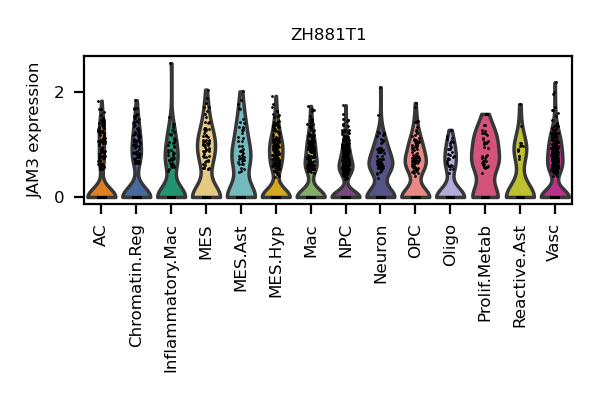 ZH881T1
JAM3 expression
2
0
AC
Chromatin.Reg
Inflammatory.Mac
MES
MES.Ast
MES.Hyp
Mac
NPC
Neuron
OPC
Oligo
Prolif.Metab
Reactive.Ast
Vasc